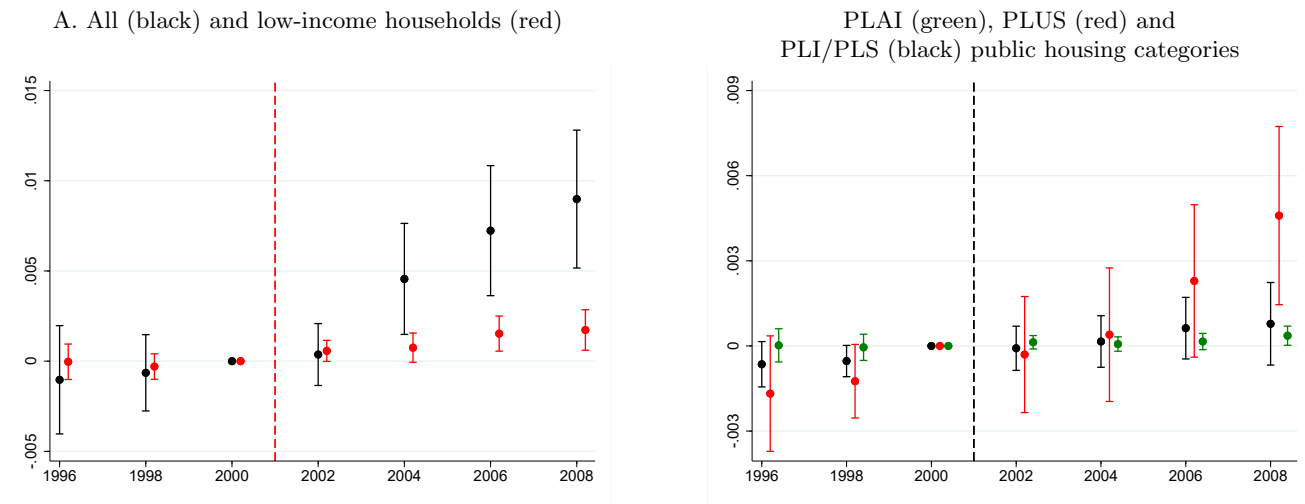 A. All (black) and low-income households (red)
.015
.01
.005
0
-.005
1996 1998 2000 2002 2004 2006 2008
PLAI (green), PLUS (red) and
PLI/PLS (black) public housing categories
.009
.006
.003
0
-.003
1996 1998 2000 2002 2004 2006 2008